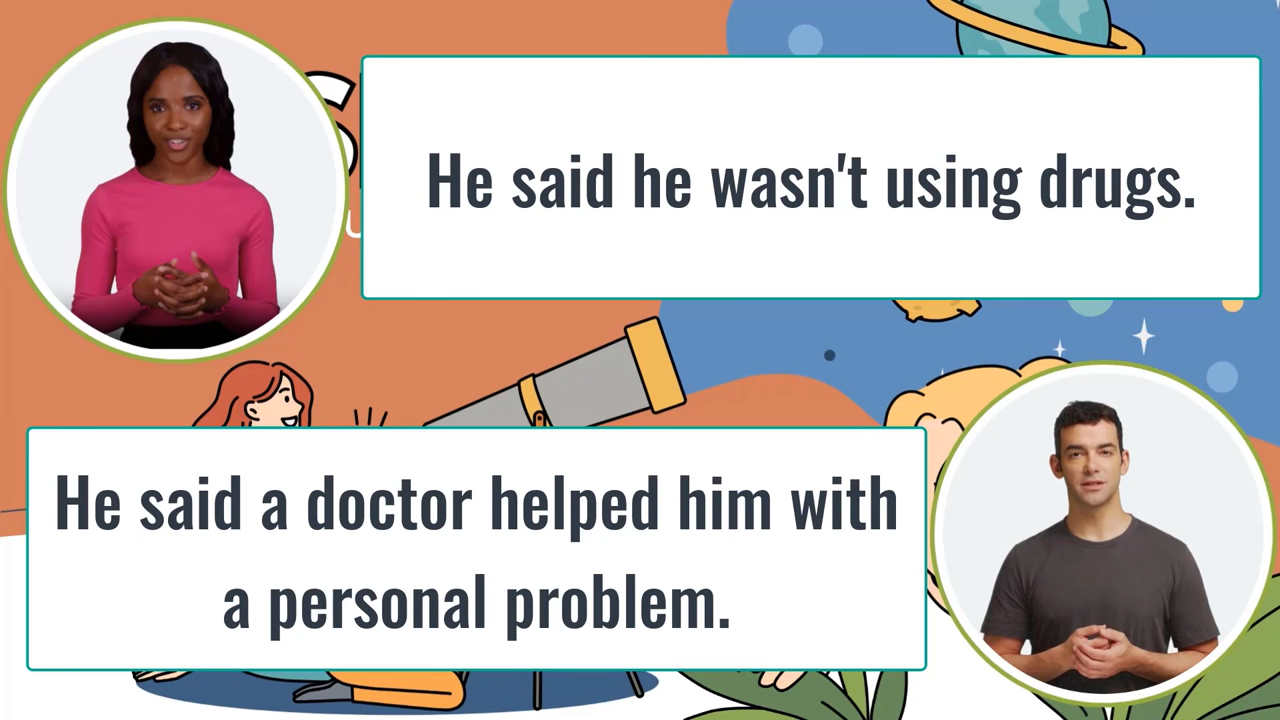 He said he wasn't using drugs.
He said a doctor helped him with
a personal problem.